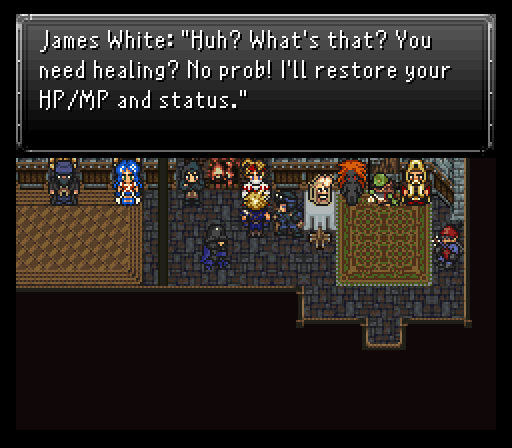 James White: "Huh? What's that? You
need healing? No prob! I'll restore your
HP/MP and status."